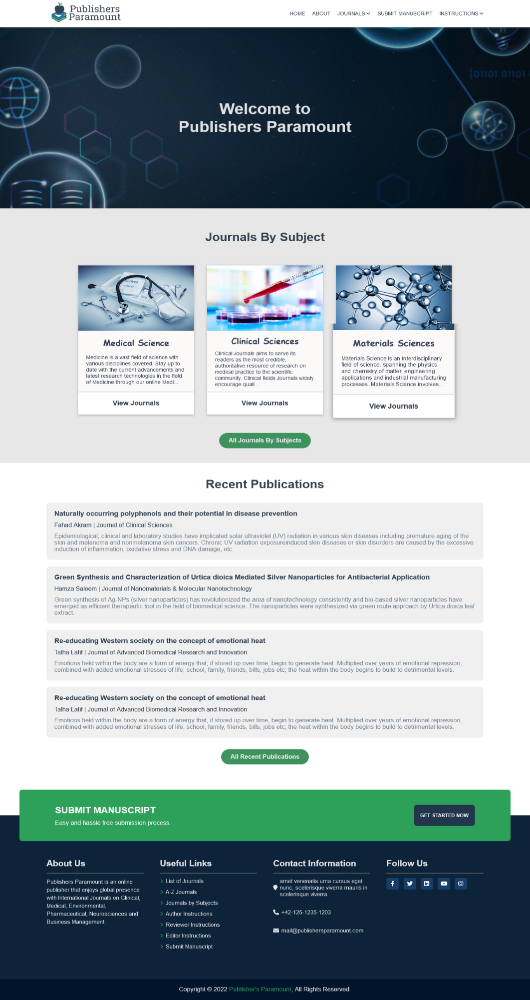 Publishers
Paramount
HOME ABOUT JOURNALS SUBMIT MANUSCRIPT INSTRUCTIONS
[01101 0110]
Welcome to
Publishers Paramount
Journals By Subject
GLOVES
Medical Science
Medicine is a vast field of science with
various disciplines covered. Stay up to
date with the current advancements and
latest research technologies in the field
of Medicine through our online Medi...
View Journals
Clinical Sciences
Clinical Journals aims to serve its
readers as the most credible,
authoritative resource of research on
medical practice to the scientific
community. Clinical fields Journals widely
encourage quali...
View Journals
Materials Sciences
Materials Science is an interdisciplinary
field of science, spanning the physics
and chemistry of matter, engineering
applications and industrial manufacturing
processes. Materials Science involves...
View Journals
All Journals By Subjects
Recent Publications
Naturally occurring polyphenols and their potential in disease prevention
Fahad Akram | Journal of Clinical Sciences
Epidemiological, clinical and laboratory studies have implicated solar ultraviolet (UV) radiation in various skin diseases including premature aging of the
skin and melanoma and nonmelanoma skin cancers. Chronic UV radiation exposureinduced skin diseases or skin disorders are caused by the excessive
induction of inflammation, oxidative stress and DNA damage, etc.
Green Synthesis and Characterization of Urtica dioica Mediated Silver Nanoparticles for Antibacterial Application
Hamza Saleem | Journal of Nanomaterials & Molecular Nanotechnology
Green synthesis of Ag-NPs (silver nanoparticles) has revolutionized the area of nanotechnology consistently and bio-based silver nanoparticles have
emerged as efficient therapeutic tool in the field of biomedical science. The nanoparticles were synthesized via green route approach by Urtica dioica leaf
extract.
Re-educating Western society on the concept of emotional heat
Talha Latif | Journal of Advanced Biomedical Research and Innovation
Emotions held within the body are a form of energy that, if stored up over time, begin to generate heat. Multiplied over years of emotional repression,
combined with added emotional stresses of life, school, family, friends, bills, jobs etc; the heat within the body begins to build to detrimental levels.
Re-educating Western society on the concept of emotional heat
Talha Latif | Journal of Advanced Biomedical Research and Innovation
Emotions held within the body are a form of energy that, if stored up over time, begin to generate heat. Multiplied over years of emotional repression,
combined with added emotional stresses of life, school, family, friends, bills, jobs etc; the heat within the body begins to build to detrimental levels.
All Recent Publications
SUBMIT MANUSCRIPT
Easy and hassle free submission process.
GET STARTED NOW
About Us
Publishers Paramount is an online
publisher that enjoys global presence
with International Journals on Clinical,
Medical, Environmental,
Pharmaceutical, Neurosciences and
Business Management.
Useful Links
List of Journals
A-Z Journals
Journals by Subjects
Author Instructions
Reviewer Instructions
Editor Instructions
Submit Manuscript
Contact Information
amet venenatis urna cursus eget
nunc, scelerisque viverra mauris in
scelerisque viverra
+42-125-1235-1203
mail@publishersparamount.com
Follow Us
Copyright © 2022 Publisher's Paramount, All Rights Reserved.